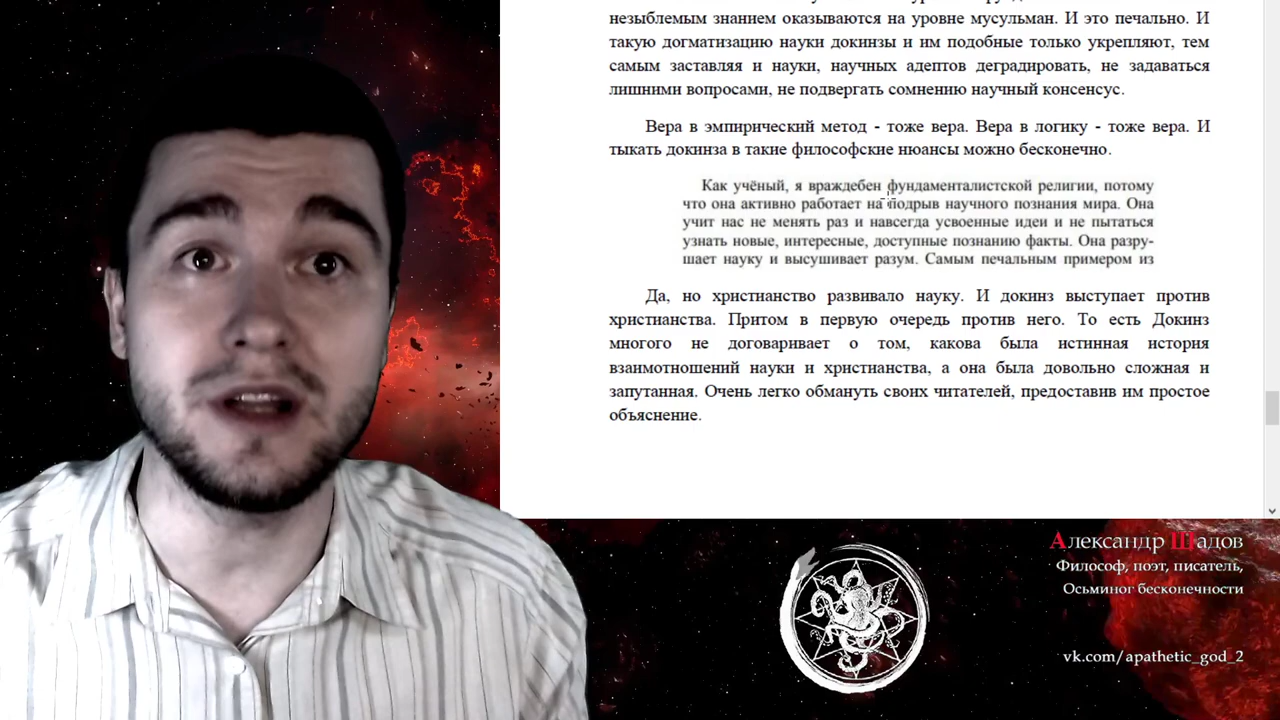 незыблемым знанием оказываются на уровне мусульман. И это печально. И
такую догматизацию науки докинзы и им подобные только укрепляют, тем
самым заставляя и науки, научных адептов деградировать, не задаваться
лишними вопросами, не подвергать сомнению научный консенсус.
Вера в эмпирический метод - тоже вера. Вера в логику - тоже вера. И
тыкать докинза в такие философские нюансы можно бесконечно.
Как учёный, я враждебен фундаменталистской религии, потому
что она активно работает на подрыв научного познания мира. Она
учит нас не менять раз и навсегда усвоенные идеи и не пытаться
узнать новые, интересные, доступные познанию факты. Она разру-
шает науку и высушивает разум. Самым печальным примером из
Да, но христианство развивало науку. И докинз выступает против
христианства. Притом в первую очередь против него. То есть Докинз
многого не договаривает о том, какова была истинная история
взаимотношений науки и христианства, а она была довольно сложная и
запутанная. Очень легко обмануть своих читателей, предоставив им простое
объяснение.
Александр Шадов
Философ, поэт, писатель,
Осьминог бесконечности
vk.com/apathetic_god_2